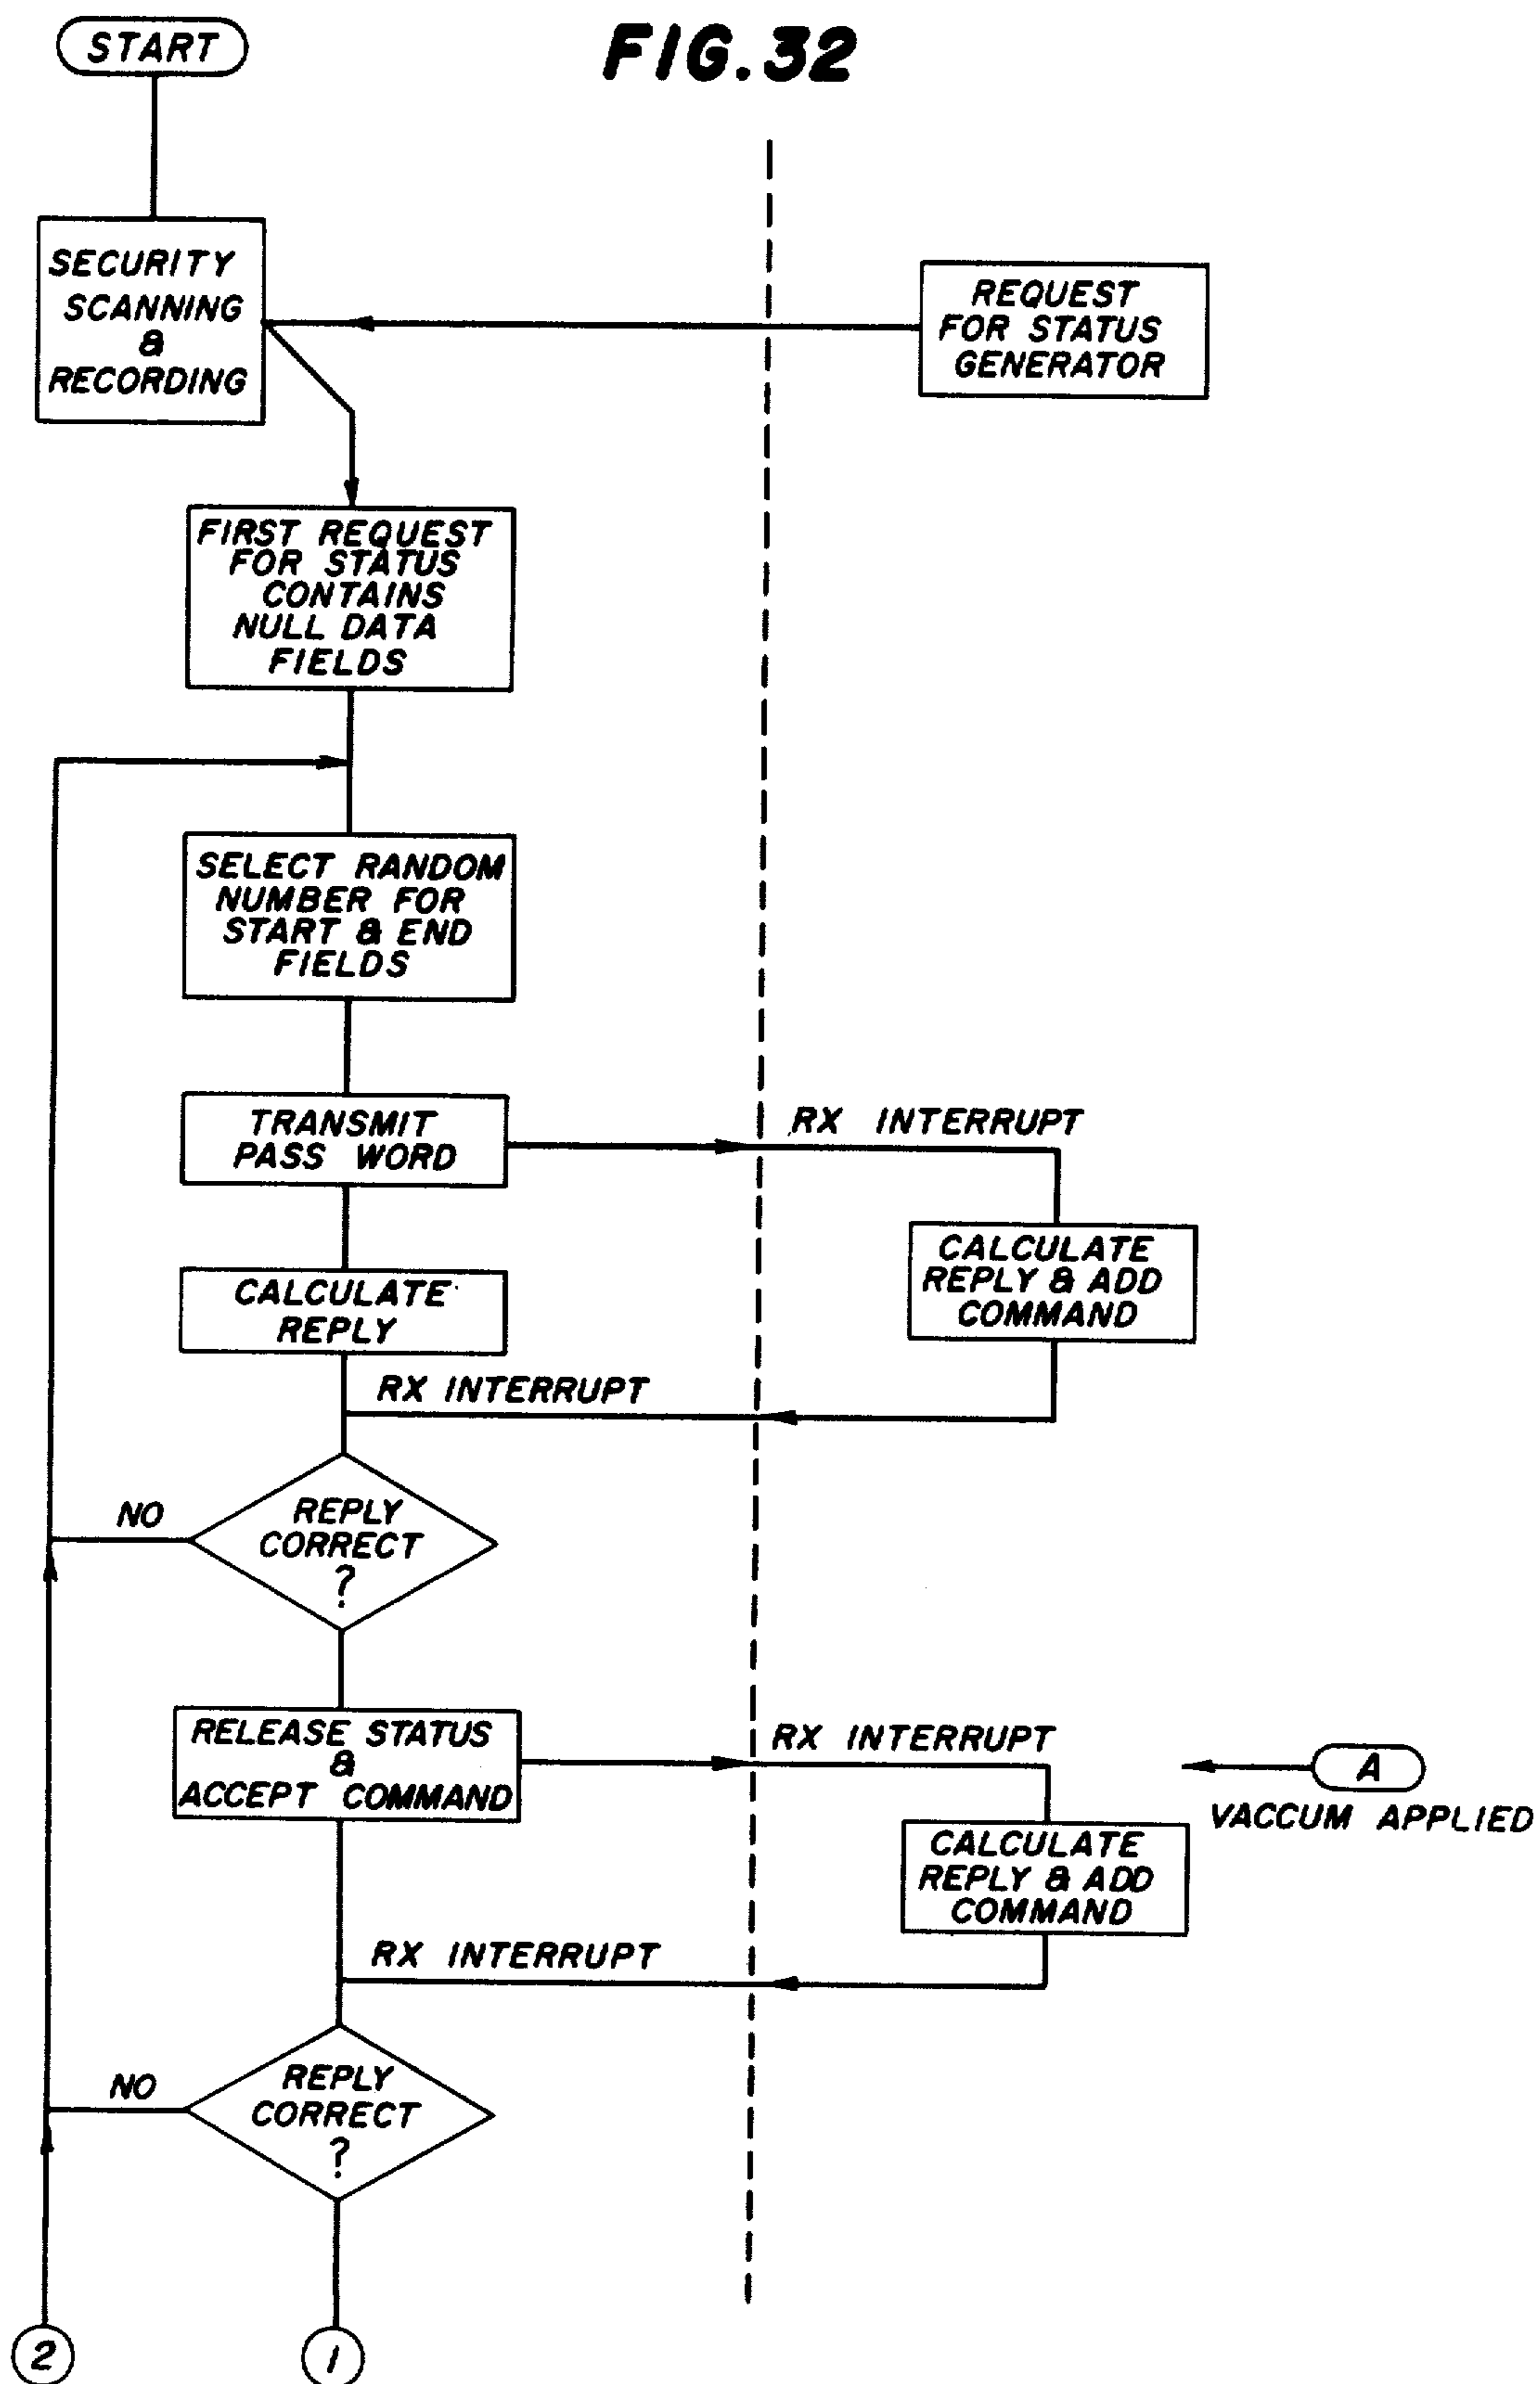 START
FIG.32
SECURITY
SCANNING
&
RECORDING
REQUEST
FOR STATUS
GENERATOR
FIRST REQUEST
FOR STATUS
CONTAINS
NULL DATA
FIELDS
SELECT RANDOM
NUMBER FOR
START & END
FIELDS
TRANSMIT
PASS WORD
RX INTERRUPT
CALCULATE
REPLY & ADD
COMMAND
CALCULATE
REPLY
RX INTERRUPT
NO
REPLY
CORRECT
?
RELEASE STATUS
&
ACCEPT COMMAND
RX INTERRUPT
A
VACCUM APPLIED
CALCULATE
REPLY & ADD
COMMAND
RX INTERRUPT
NO
REPLY
CORRECT
?
2
1